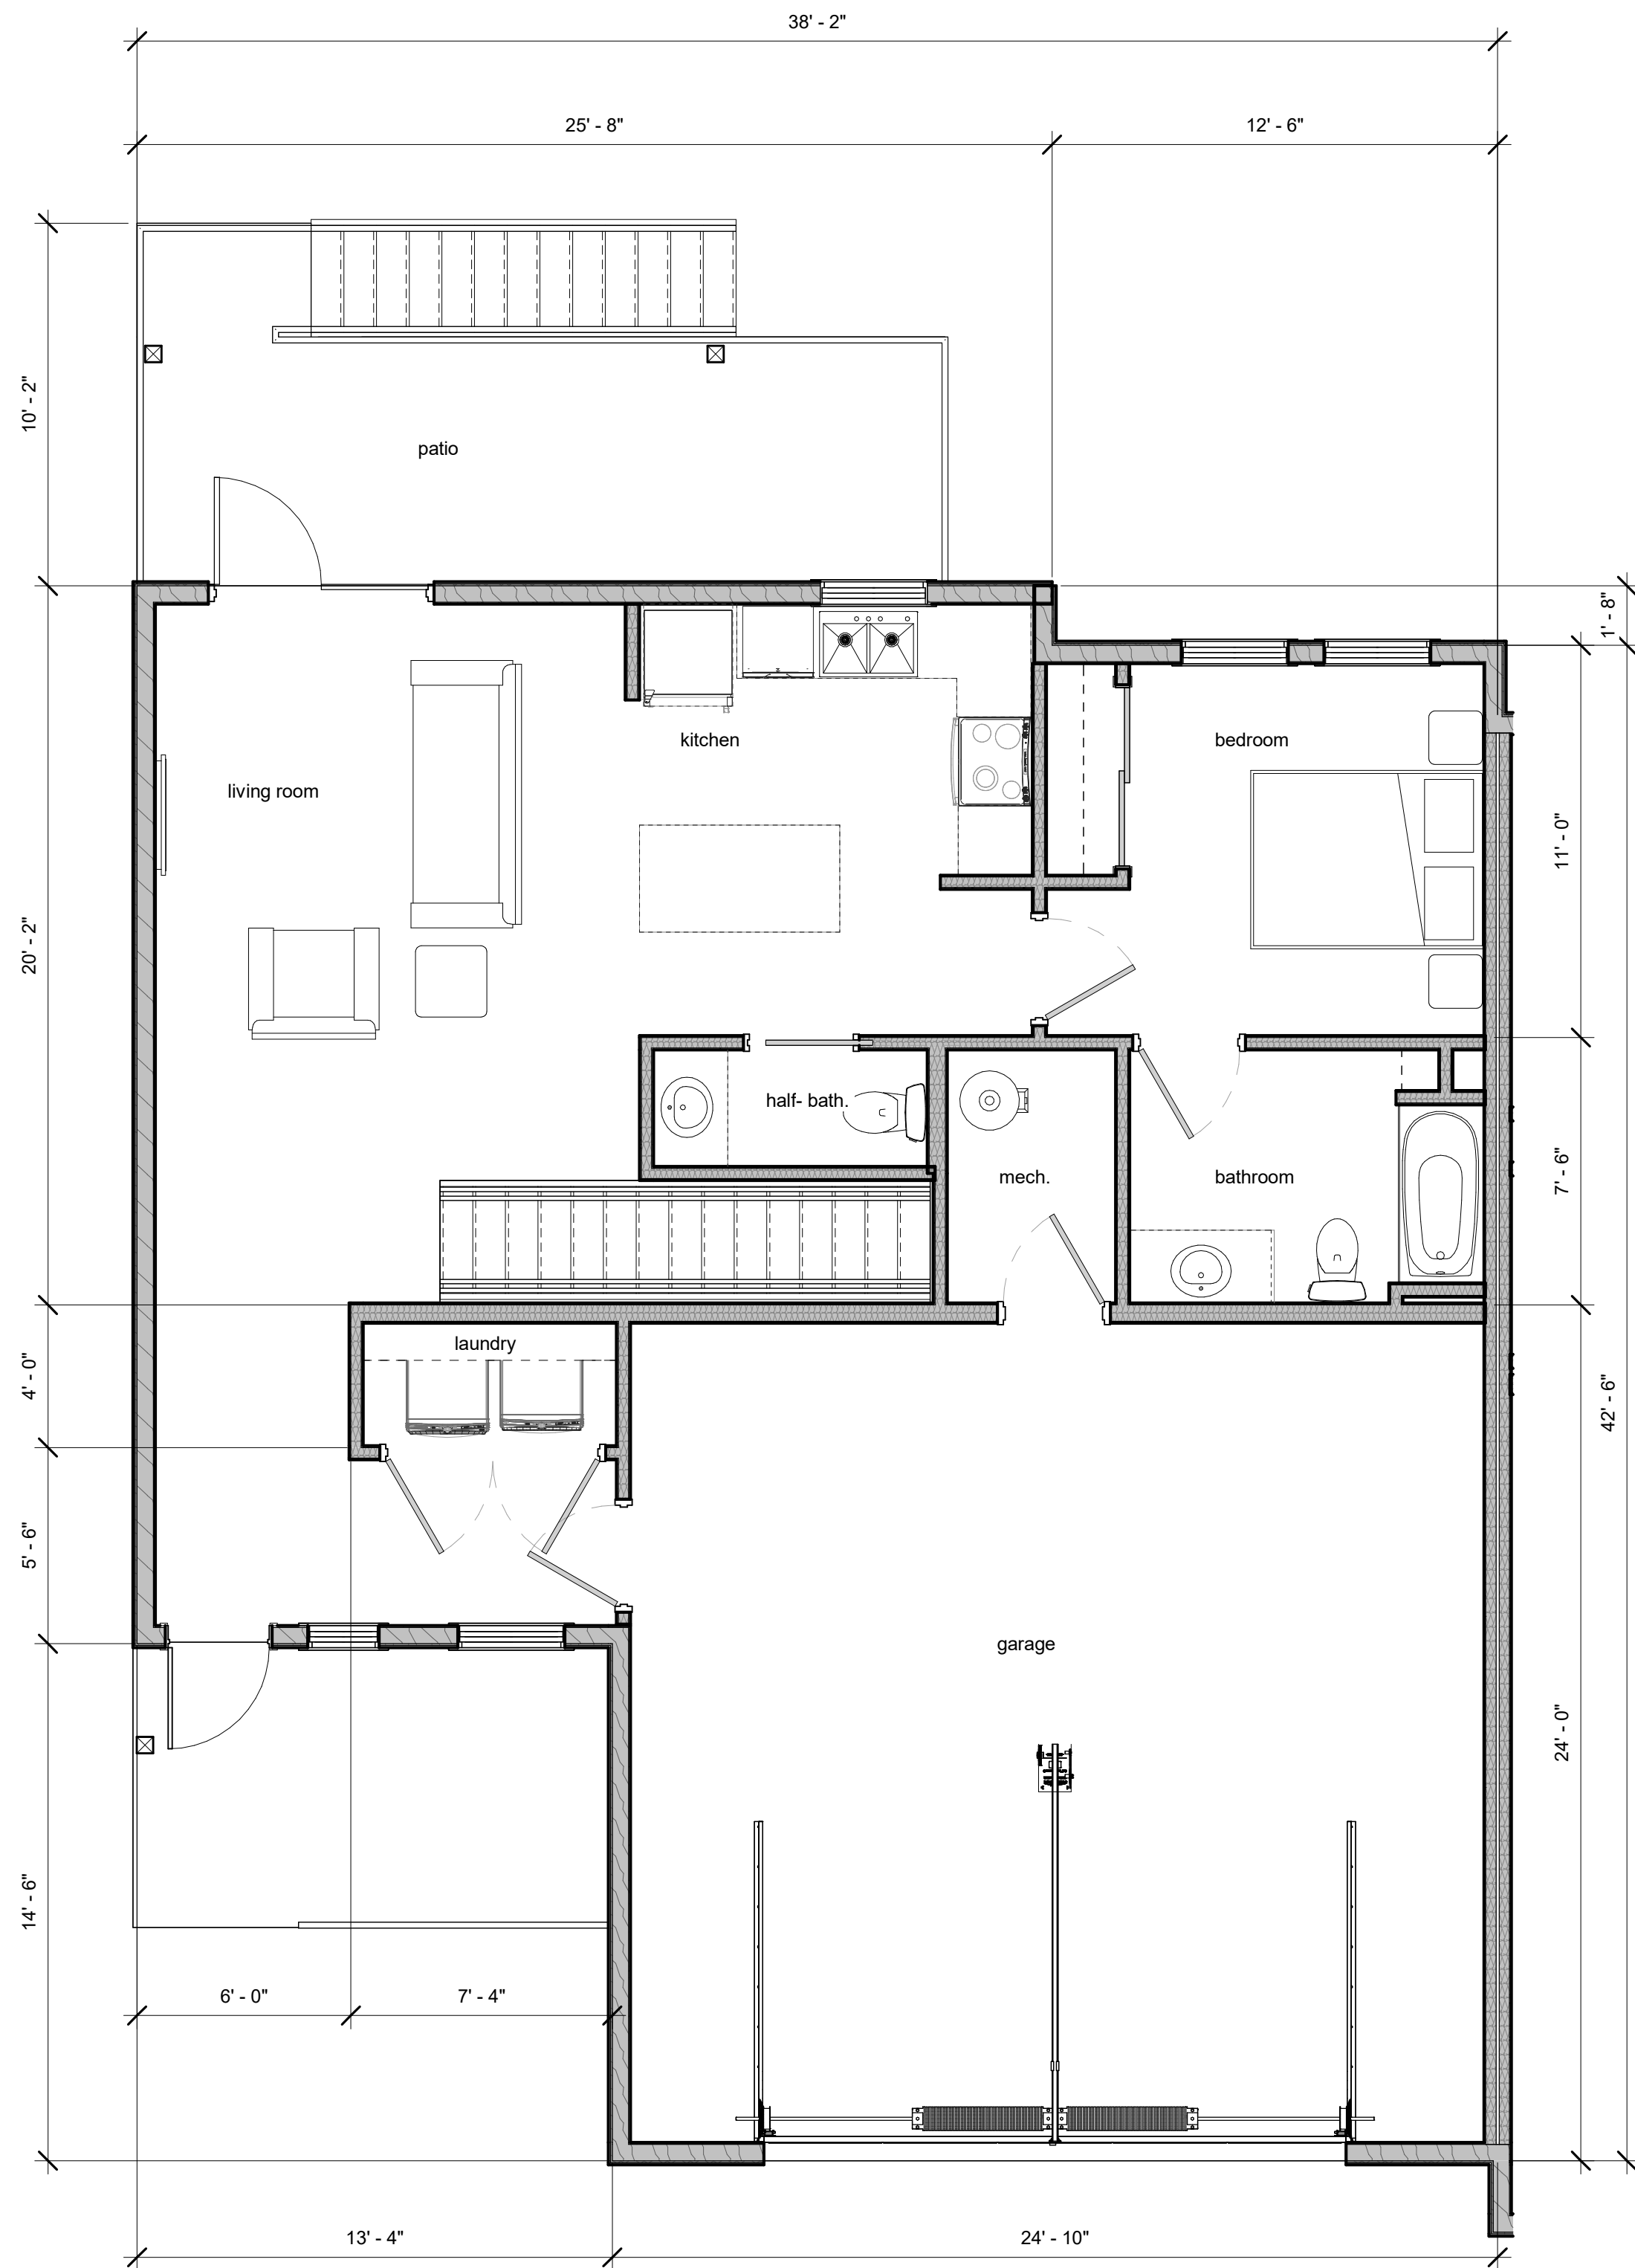 38' - 2"
25' - 8"
12' - 6"
10' - 2"
patio
1' - 8"
kitchen
bedroom
living room
11' - 0"
20' - 2"
half- bath.
mech.
bathroom
7' - 6"
laundry
4' - 0"
42' - 6"
5' - 6"
garage
24' - 0"
14' - 6"
6' - 0"
7' - 4"
13' - 4"
24' - 10"